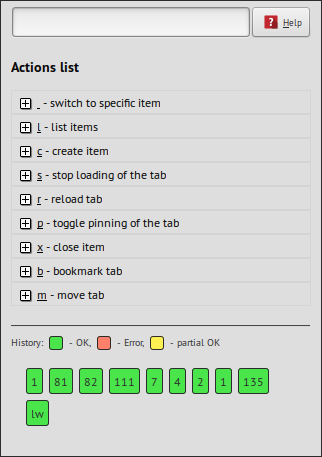 Help
Actions list
. - switch to specific item
l - list items
c - create item
s - stop loading of the tab
r - reload tab
p - toggle pinning of the tab
x - close item
b - bookmark tab
m - move tab
History: - OK, - Error, - partial OK
1 81 82 111 7 4 2 1 135
lw